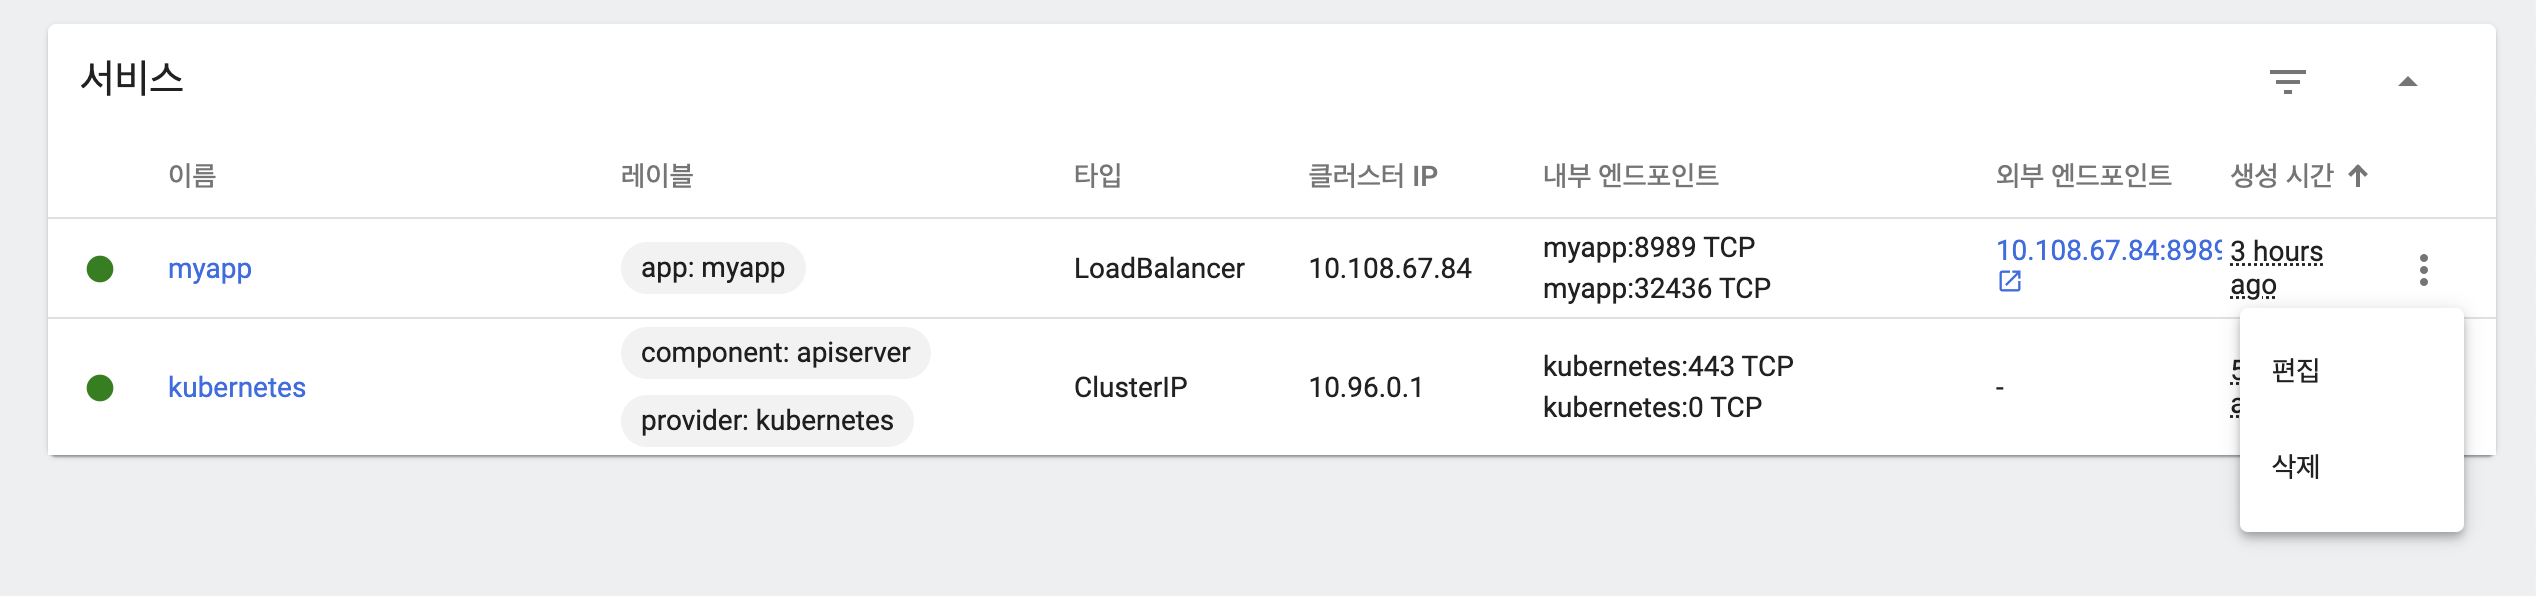 서비스
이름 레이블 타입 클러스터 IP 내부 엔드포인트 외부 엔드포인트 생성 시간
myapp app: myapp LoadBalancer 10.108.67.84 myapp:8989 TCP 10.108.67.84:8989 3 hours
myapp:32436 TCP ago
component: apiserver
kubernetes ClusterIP 10.96.0.1 kubernetes:443 TCP -
provider: kubernetes kubernetes:0 TCP
편집
삭제